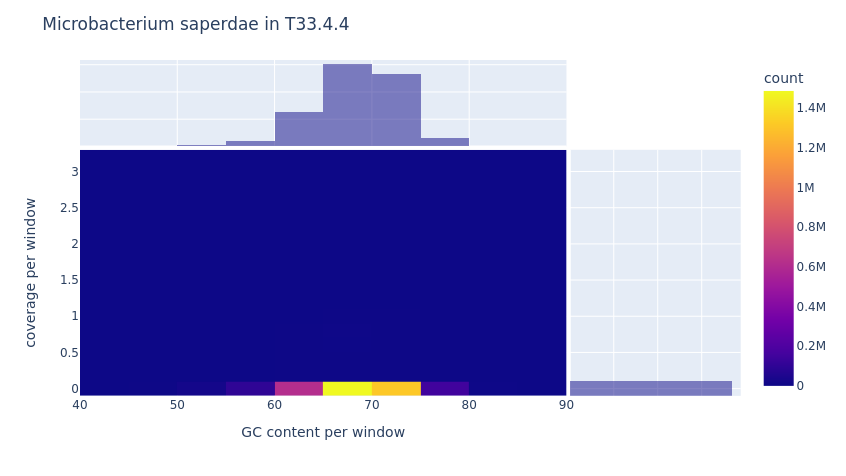 Microbacterium saperdae in T33.4.4
count
1.4M
1.2M
1M
0.8M
0.6M
0.4M
0.2M
0
coverage per window
3
2.5
2
1.5
1
0.5
0
40 50 60 70 80 90
GC content per window